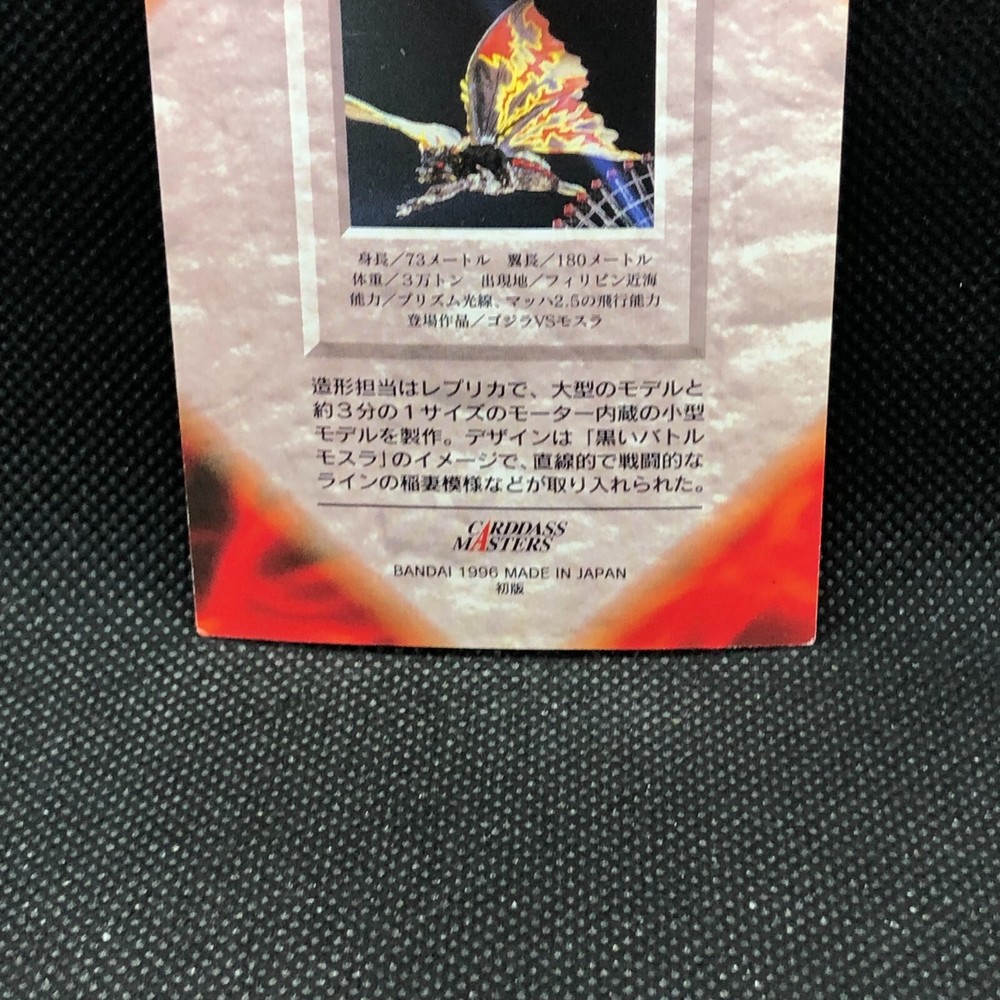 身長／73メートル　翼長／180メートル
体重／3万トン　出現地／フィリピン近海
能力／プリズム光線、マッハ2.5の飛行能力
登場作品／ゴジラVSモスラ
造形担当はレプリカで、大型のモデルと
約3分の1サイズのモーター内蔵の小型
モデルを製作。デザインは「黒いバトル
モスラ」のイメージで、直線的で戦闘的な
ラインの稲妻模様などが取り入れられた。
CARDDASS
MASTERS
BANDAI 1996 MADE IN JAPAN
初版